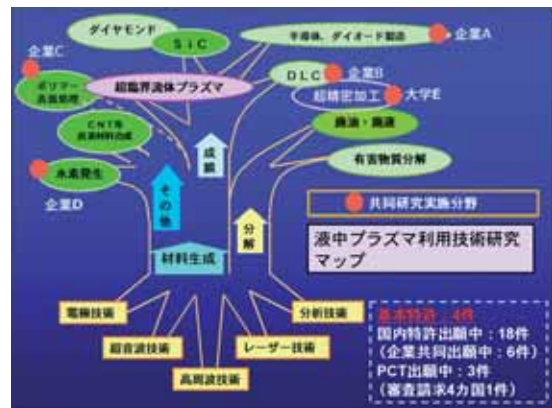 ダイヤモンド
SiC
半導体、ダイオード製造
企業A
企業C
ポリマー
表面処理
超臨界流体プラズマ
DLC
企業B
超精密加工
大学E
CNT等
炭素材料合成
廃油・廃液
成膜
有害物質分解
水素発生
企業D
その他
分解
共同研究実施分野
液中プラズマ利用技術研究
マップ
材料生成
電極技術
分析技術
超音波技術
レーザー技術
高周波技術
基本特許:4件
国内特許出願中:18件
(企業共同出願中:6件)
PCT出願中:3件
(審査請求4カ国1件)